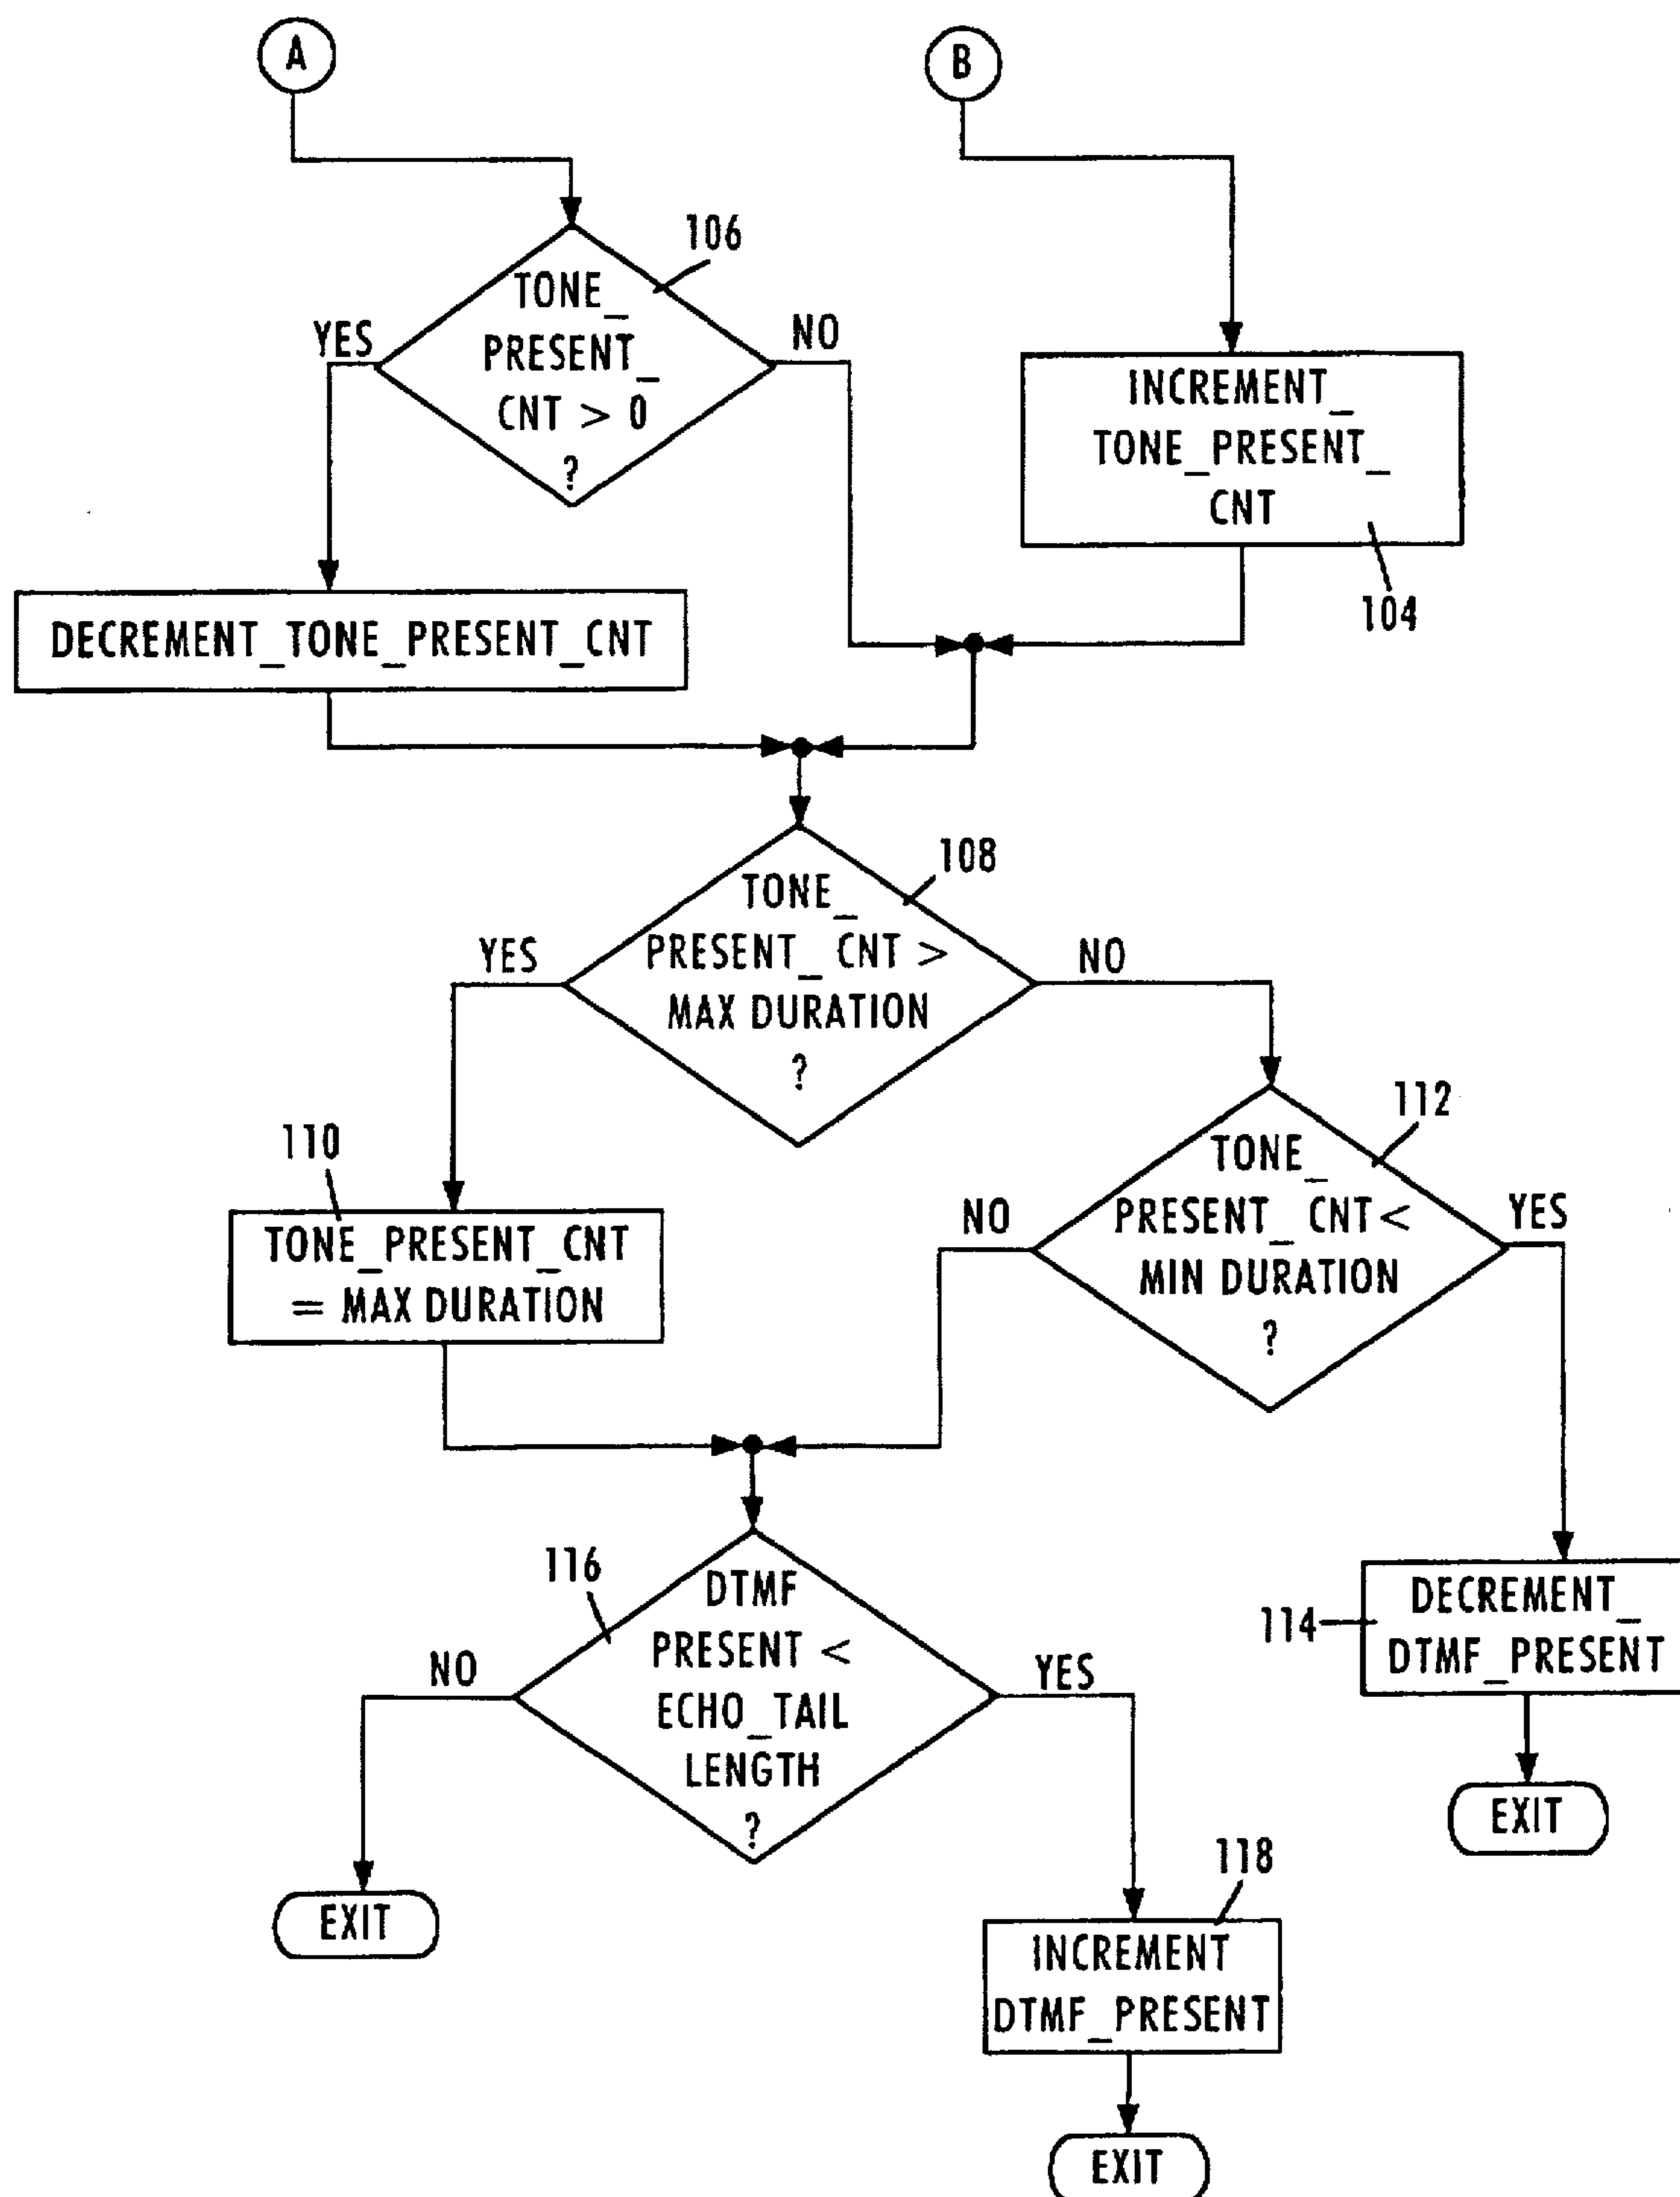 A
B
106
TONE_
PRESENT_
CNT > 0
?
YES
NO
INCREMENT_
TONE_PRESENT_
CNT
104
DECREMENT_TONE_PRESENT_CNT
108
TONE_
PRESENT_ CNT >
MAX DURATION
?
YES
NO
110
TONE_PRESENT_CNT
= MAX DURATION
112
TONE_
PRESENT_ CNT <
MIN DURATION
?
NO
YES
116
DTMF
PRESENT <
ECHO_TAIL
LENGTH
?
NO
YES
114
DECREMENT_
DTMF_PRESENT
EXIT
EXIT
118
INCREMENT
DTMF_PRESENT
EXIT